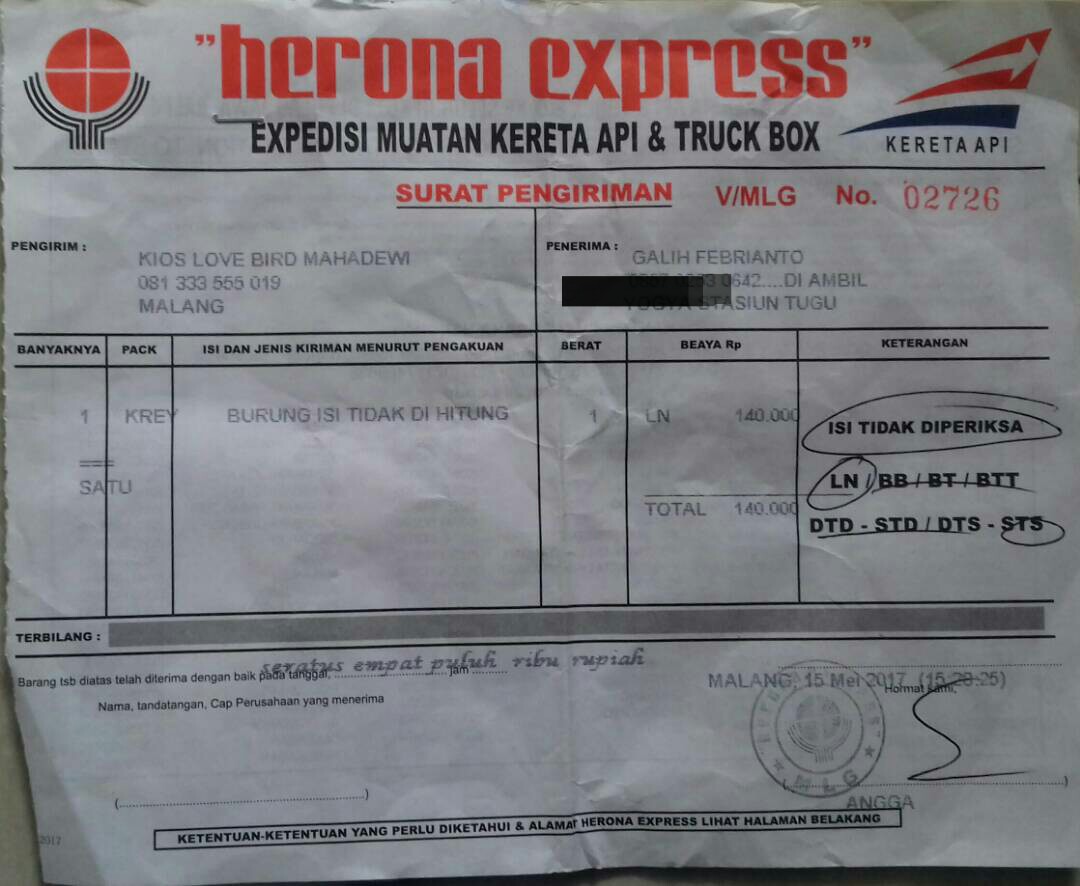 "herona express"
EXPEDISI MUATAN KERETA API & TRUCK BOX
KERETA API
SURAT PENGIRIMAN V/MLG No. 02726
PENGIRIM :
KIOS LOVE BIRD MAHADEWI
081 333 555 019
MALANG
PENERIMA :
GALIH FEBRIANTO
0642....DI AMBIL
YOGYA STASIUN TUGU
BANYAKNYA PACK ISI DAN JENIS KIRIMAN MENURUT PENGAKUAN BERAT BEAYA Rp KETERANGAN
1 KREY BURUNG ISI TIDAK DI HITUNG 1 LN 140.000
===
SATU
TOTAL 140.000
ISI TIDAK DIPERIKSA
LN / BB / BT / BTT
DTD - STD / DTS - STS
TERBILANG :
seratus empat puluh ribu rupiah
Barang tsb diatas telah diterima dengan baik pada tanggal, .................... jam ..........
Nama, tandatangan, Cap Perusahaan yang menerima
MALANG, 15 Mei 2017 (15:28:25)
Hormat kami,
MLG
ANGGA
KETENTUAN-KETENTUAN YANG PERLU DIKETAHUI & ALAMAT HERONA EXPRESS LIHAT HALAMAN BELAKANG
2017